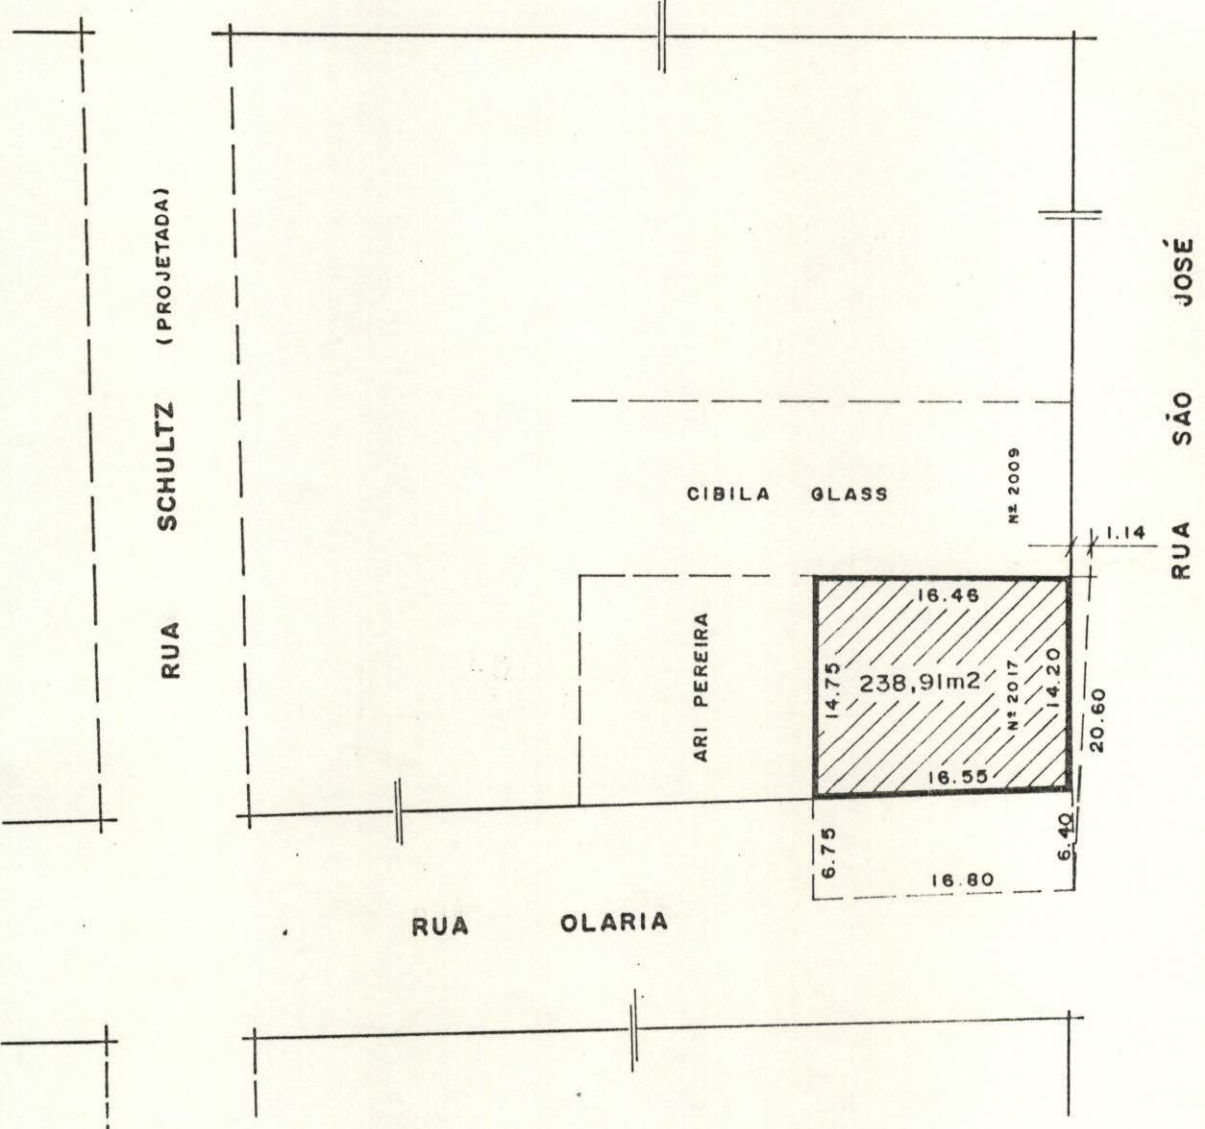 RUA SCHULTZ (PROJETADA)
RUA SÃO JOSÉ
CIBILA GLASS
Nº 2009
1.14
16.46
ARI PEREIRA
14.75
238,91m2
Nº 2017
14.20
20.60
16.55
6.75
6.40
16.80
RUA OLARIA